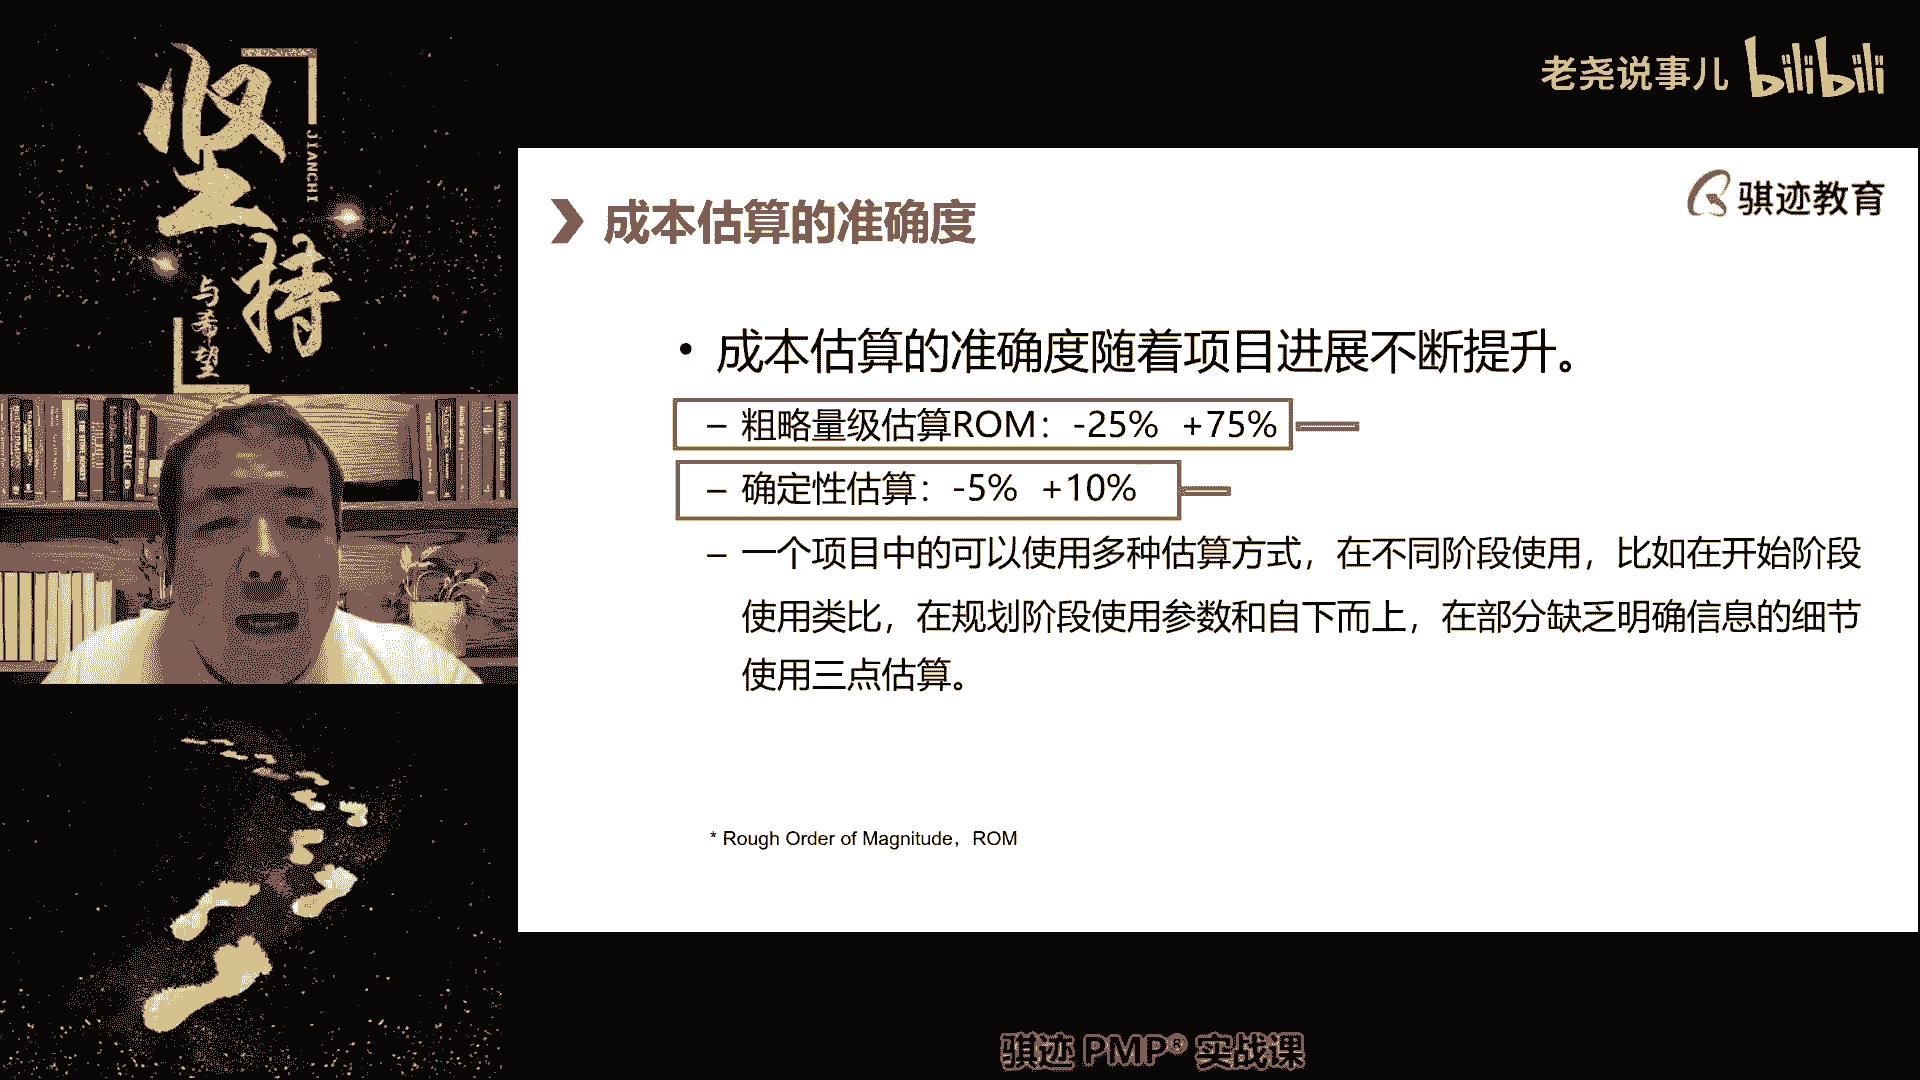 坚持
JIANCHI
与希望
老尧说事儿 bilibili
骐迹教育
成本估算的准确度
• 成本估算的准确度随着项目进展不断提升。
– 粗略量级估算ROM：-25% +75%
– 确定性估算：-5% +10%
– 一个项目中的可以使用多种估算方式，在不同阶段使用，比如在开始阶段
使用类比，在规划阶段使用参数和自下而上，在部分缺乏明确信息的细节
使用三点估算。
* Rough Order of Magnitude，ROM
骐迹 PMP® 实战课